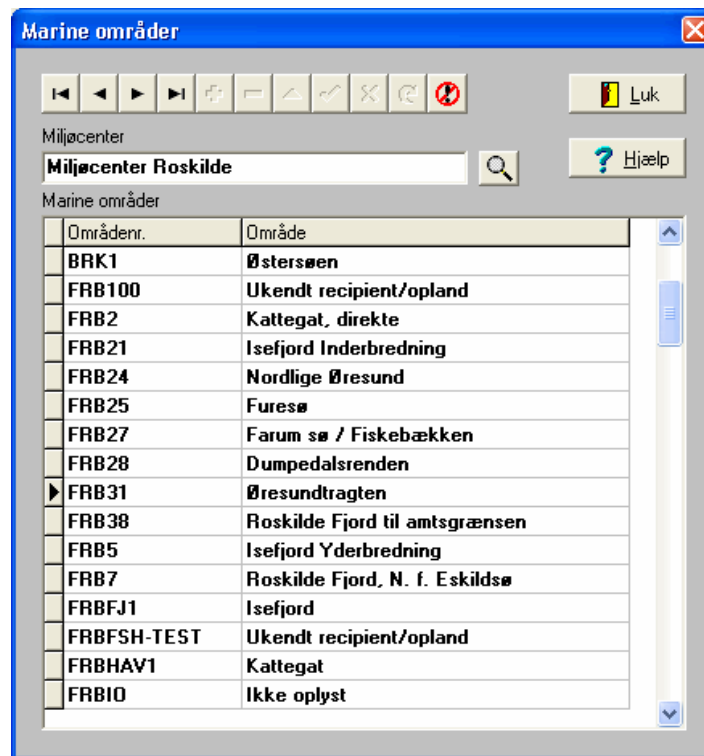 Marine områder
Luk
Miljøcenter
Miljøcenter Roskilde
Hjælp
Marine områder
Områdenr. Område
BRK1 Østersøen
FRB100 Ukendt recipient/opland
FRB2 Kattegat, direkte
FRB21 Isefjord Inderbredning
FRB24 Nordlige Øresund
FRB25 Furesø
FRB27 Farum sø / Fiskebækken
FRB28 Dumpedalsrenden
FRB31 Øresundtragten
FRB38 Roskilde Fjord til amtsgrænsen
FRB5 Isefjord Yderbredning
FRB7 Roskilde Fjord, N. f. Eskildsø
FRBFJ1 Isefjord
FRBFSH-TEST Ukendt recipient/opland
FRBHAV1 Kattegat
FRBIO Ikke oplyst